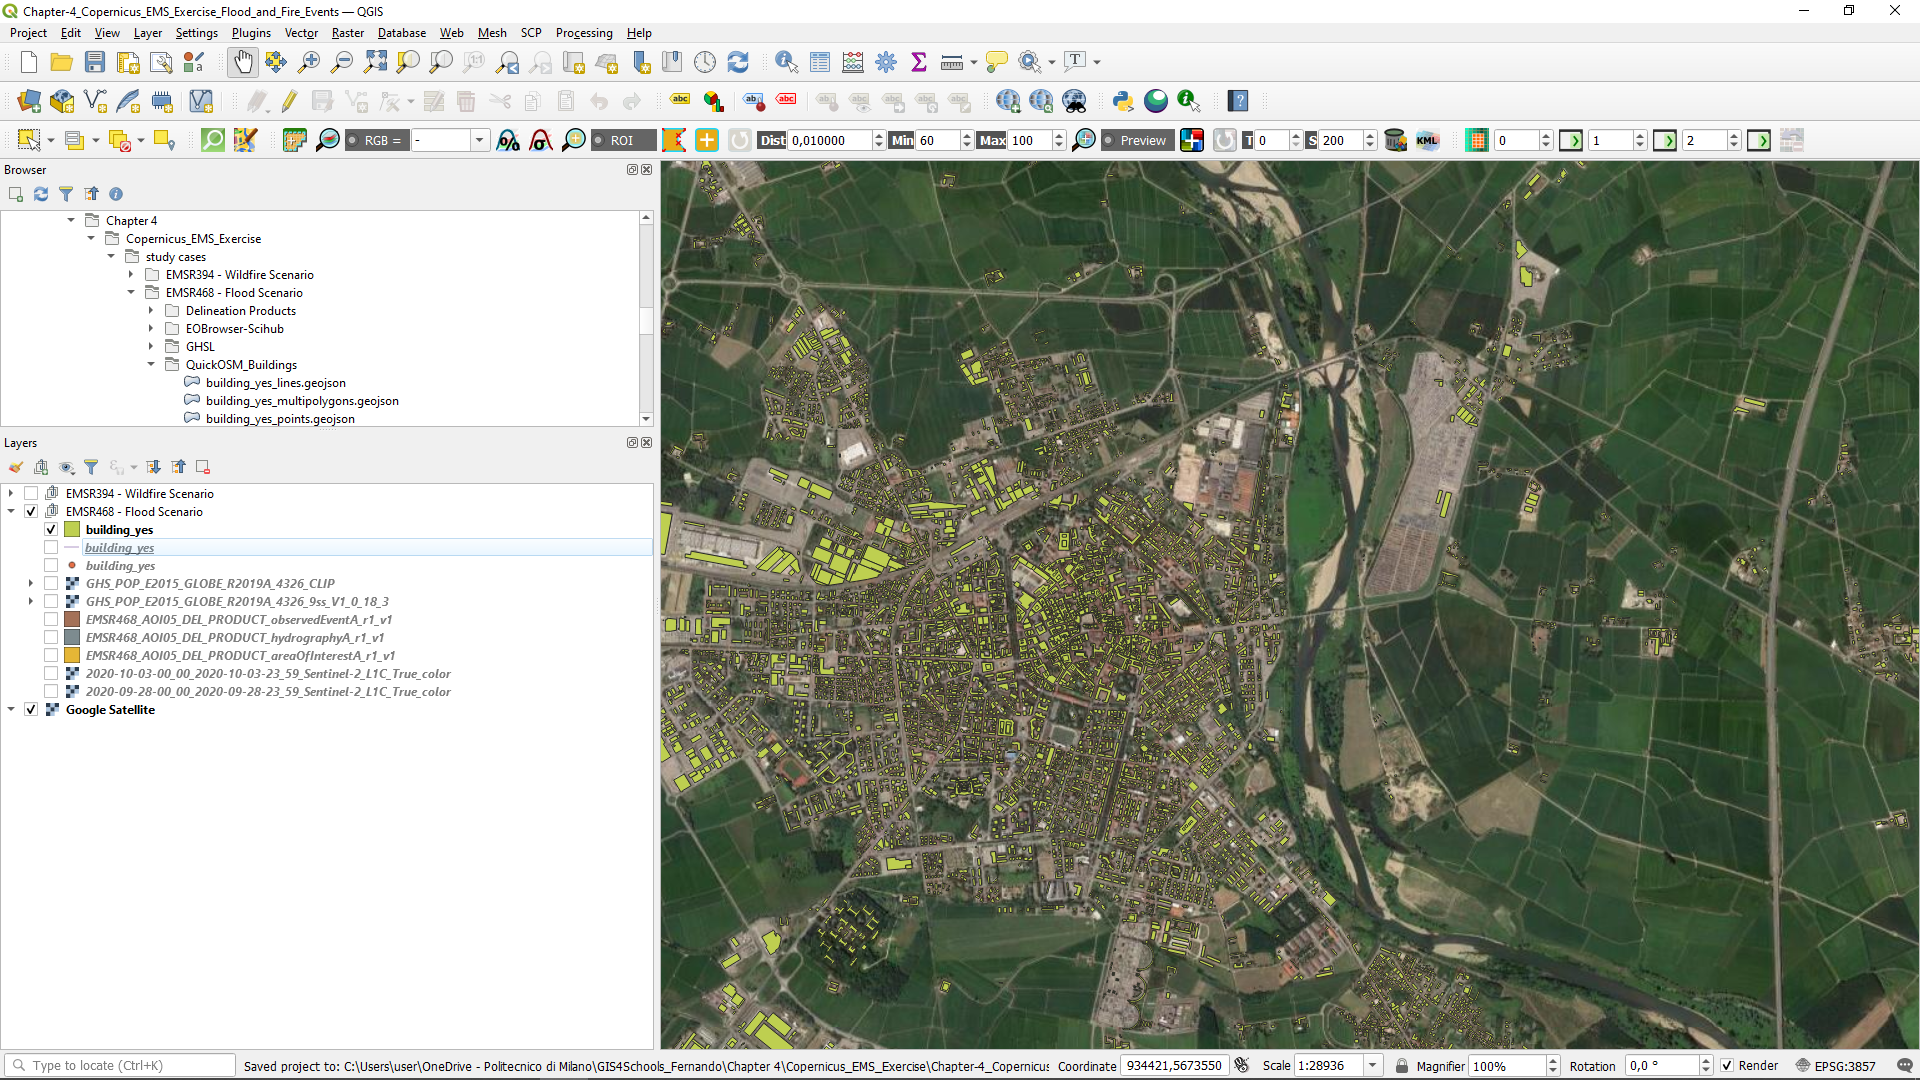 Chapter-4_Copernicus_EMS_Exercise_Flood_and_Fire_Events — QGIS
Project Edit View Layer Settings Plugins Vector Raster Database Web Mesh SCP Processing Help
abc abc abc
RGB = - ROI Dist 0,010000 Min 60 Max 100 Preview T 0 S 200 KML 0 1 2
Browser
Chapter 4
Copernicus_EMS_Exercise
study cases
EMSR394 - Wildfire Scenario
EMSR468 - Flood Scenario
Delineation Products
EOBrowser-Scihub
GHSL
QuickOSM_Buildings
building_yes_lines.geojson
building_yes_multipolygons.geojson
building_yes_points.geojson
Layers
EMSR394 - Wildfire Scenario
EMSR468 - Flood Scenario
building_yes
building_yes
building_yes
GHS_POP_E2015_GLOBE_R2019A_4326_CLIP
GHS_POP_E2015_GLOBE_R2019A_4326_9ss_V1_0_18_3
EMSR468_AOI05_DEL_PRODUCT_observedEventA_r1_v1
EMSR468_AOI05_DEL_PRODUCT_hydrographyA_r1_v1
EMSR468_AOI05_DEL_PRODUCT_areaOfInterestA_r1_v1
2020-10-03-00_00_2020-10-03-23_59_Sentinel-2_L1C_True_color
2020-09-28-00_00_2020-09-28-23_59_Sentinel-2_L1C_True_color
Google Satellite
Type to locate (Ctrl+K) Saved project to: C:\Users\user\OneDrive - Politecnico di Milano\GIS4Schools_Fernando\Chapter 4\Copernicus_EMS_Exercise\Chapter-4_Copernicus Coordinate 934421,5673550 Scale 1:28936 Magnifier 100% Rotation 0,0 ° Render EPSG:3857